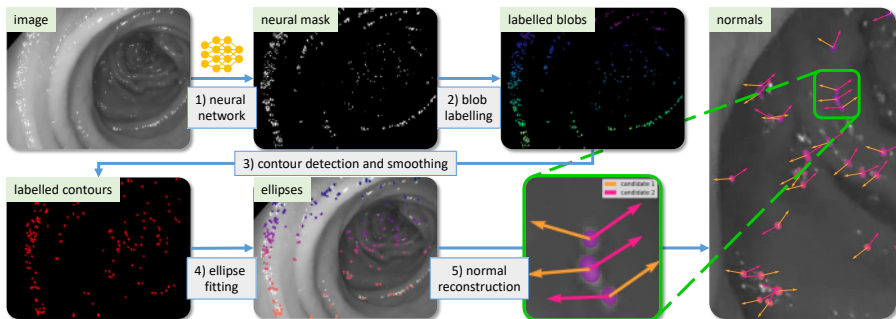 image
neural mask
labelled blobs
normals
1) neural
network
2) blob
labelling
3) contour detection and smoothing
labelled contours
ellipses
candidate 1
candidate 2
4) ellipse
fitting
5) normal
reconstruction